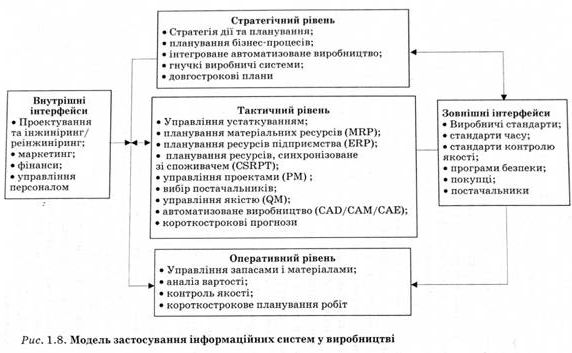 Стратегічний рівень
• Стратегія дії та планування;
• планування бізнес-процесів;
• інтегроване автоматизоване виробництво;
• гнучкі виробничі системи;
• довгострокові плани
Внутрішні
інтерфейси
• Проектування
та інжиніринг/
реінжиніринг;
• маркетинг;
• фінанси;
• управління
персоналом
Тактичний рівень
• Управління устаткуванням;
• планування матеріальних ресурсів (MRP);
• планування ресурсів підприємства (ERP);
• планування ресурсів, синхронізоване
зі споживачем (CSRPT);
• управління проектами (PM) ;
• вибір постачальників;
• управління якістю (QM);
• автоматизоване виробництво (CAD/CAM/CAE);
• короткострокові прогнози
Зовнішні інтерфейси
• Виробничі стандарти;
• стандарти часу;
• стандарти контролю
якості;
• програми безпеки;
• покупці;
• постачальники
Оперативний рівень
• Управління запасами і матеріалами;
• аналіз вартості;
• контроль якості;
• короткострокове планування робіт
Рис. 1.8. Модель застосування інформаційних систем у виробництві